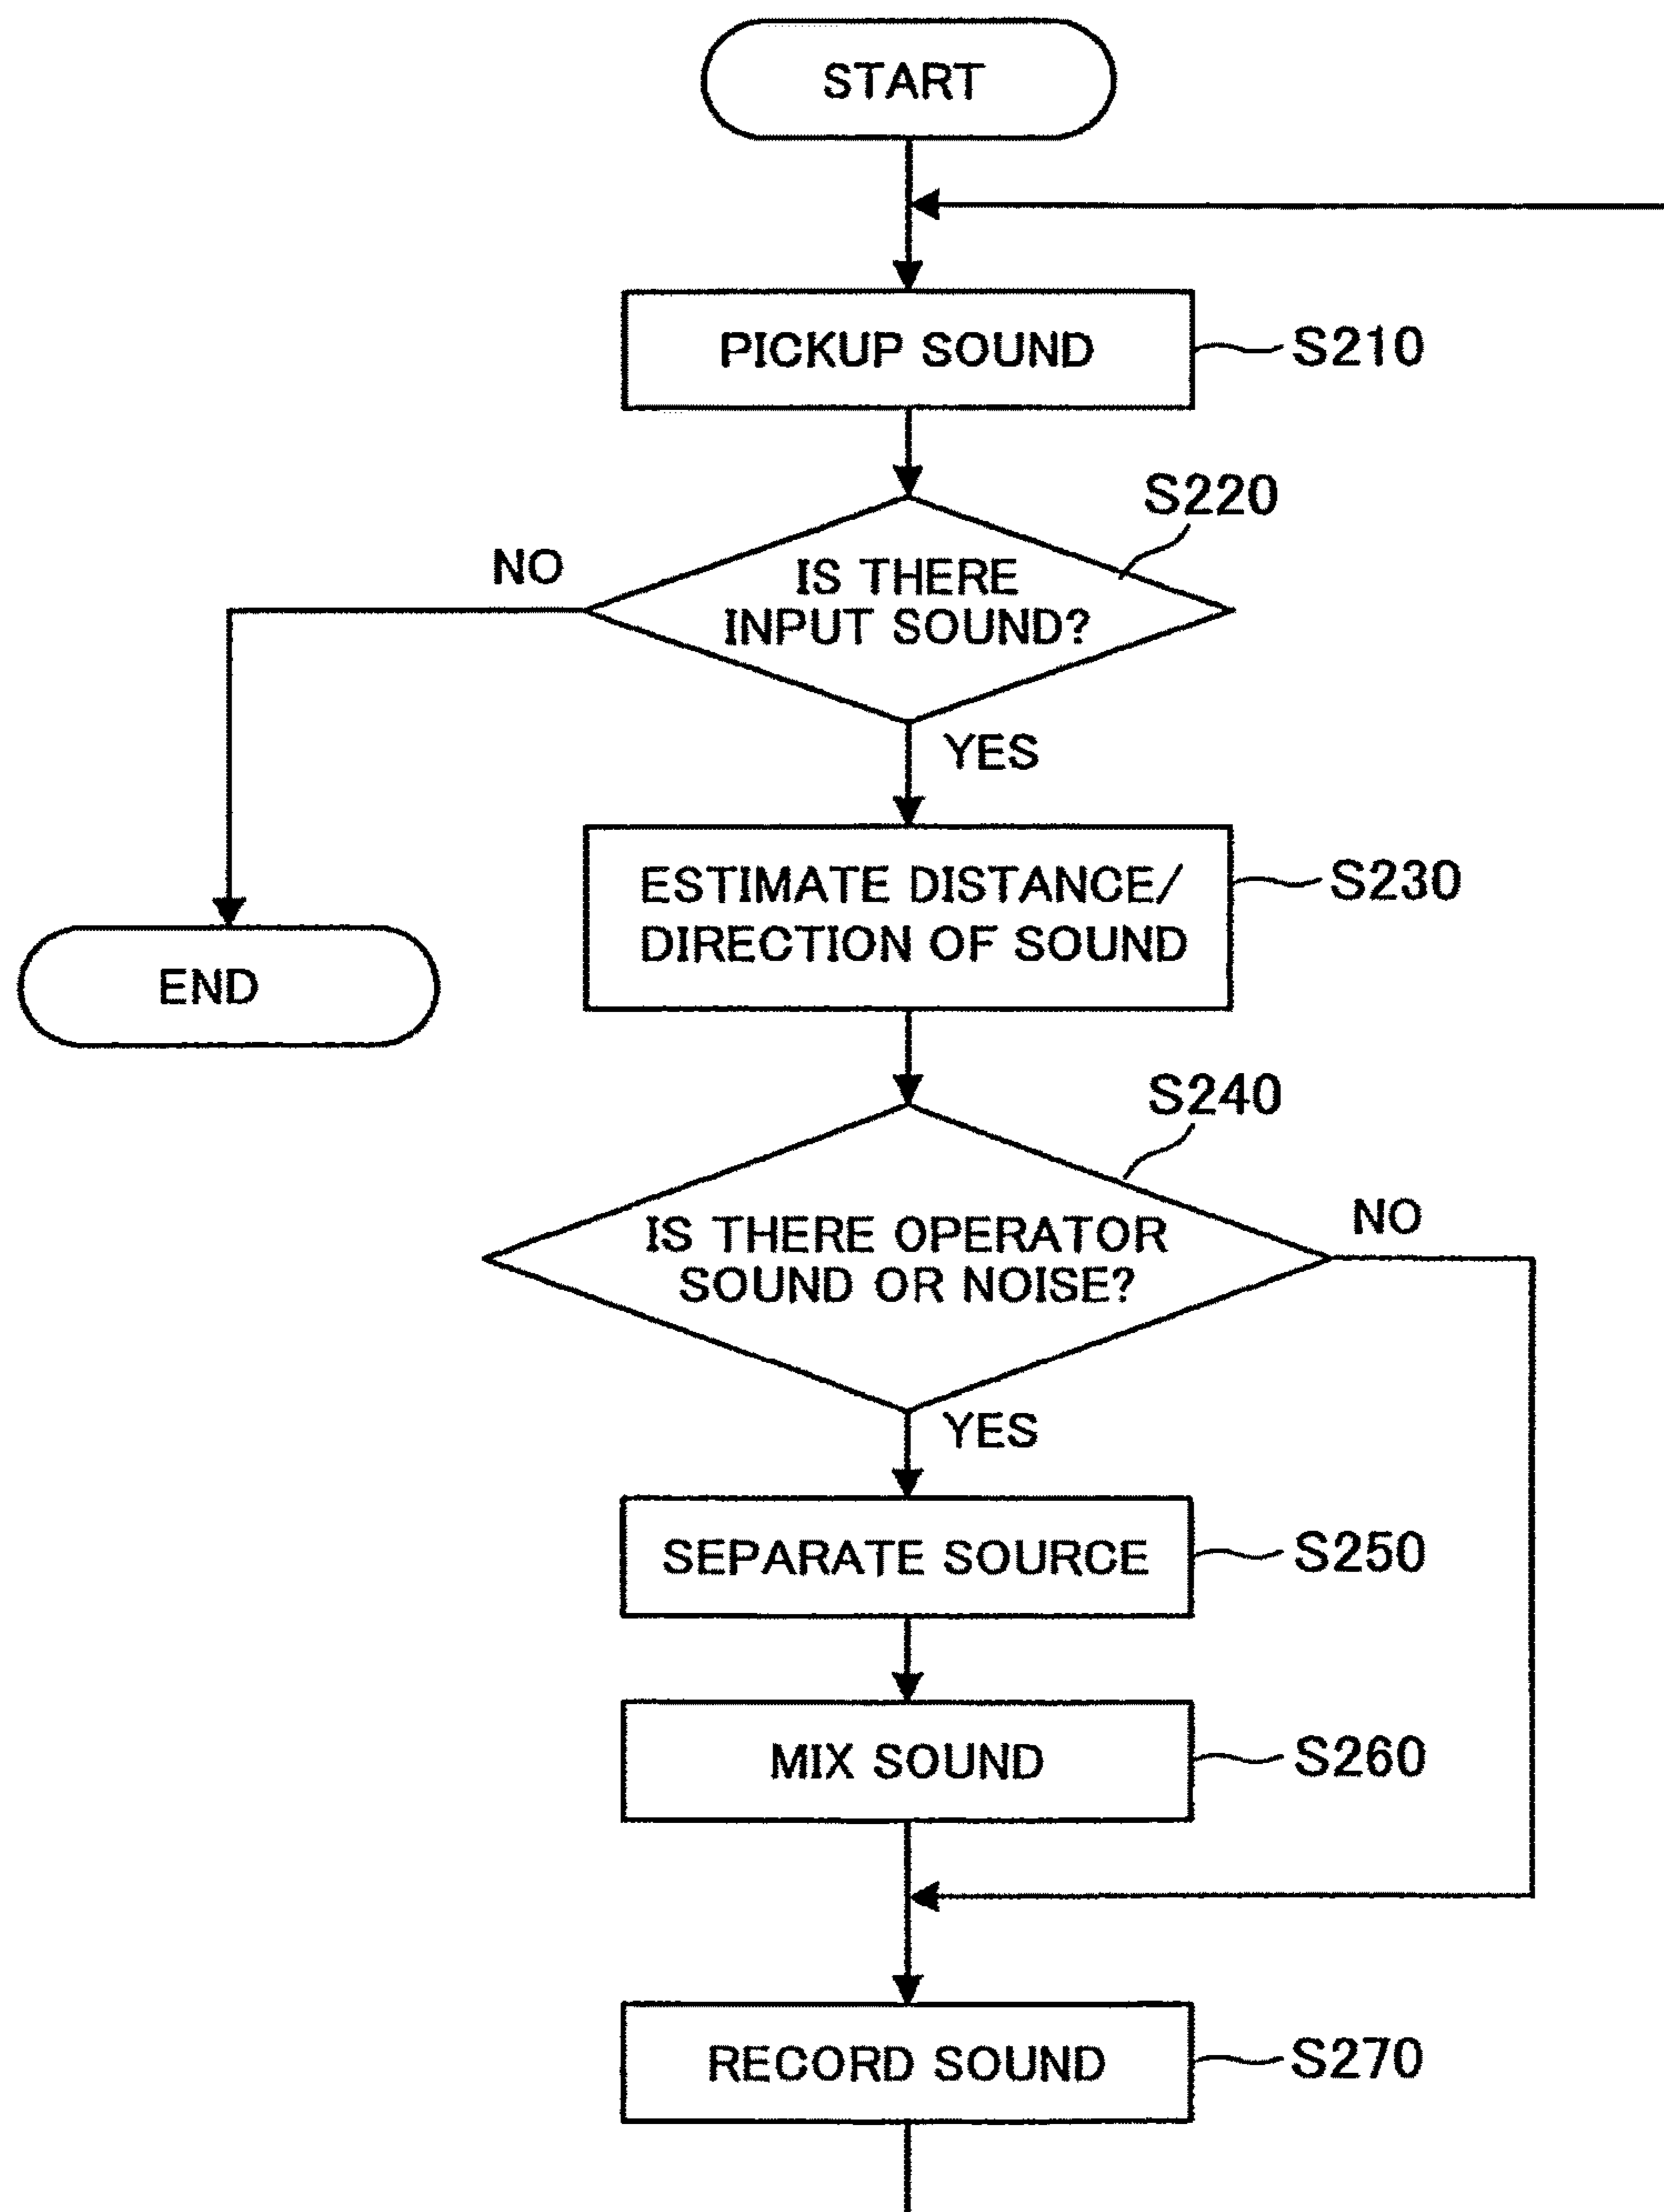 START
PICKUP SOUND
S210
S220
NO
IS THERE
INPUT SOUND?
YES
ESTIMATE DISTANCE/
DIRECTION OF SOUND
S230
END
S240
IS THERE OPERATOR
SOUND OR NOISE?
NO
YES
SEPARATE SOURCE
S250
MIX SOUND
S260
RECORD SOUND
S270